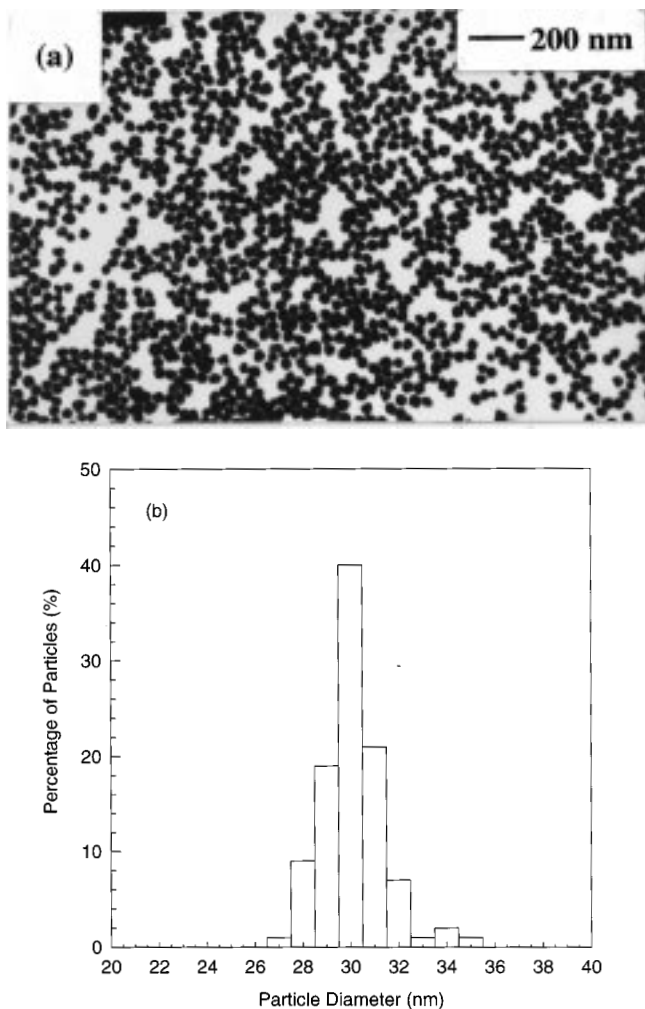 (a)
200 nm
50
(b)
40
30
20
10
0
Percentage of Particles (%)
20 22 24 26 28 30 32 34 36 38 40
Particle Diameter (nm)